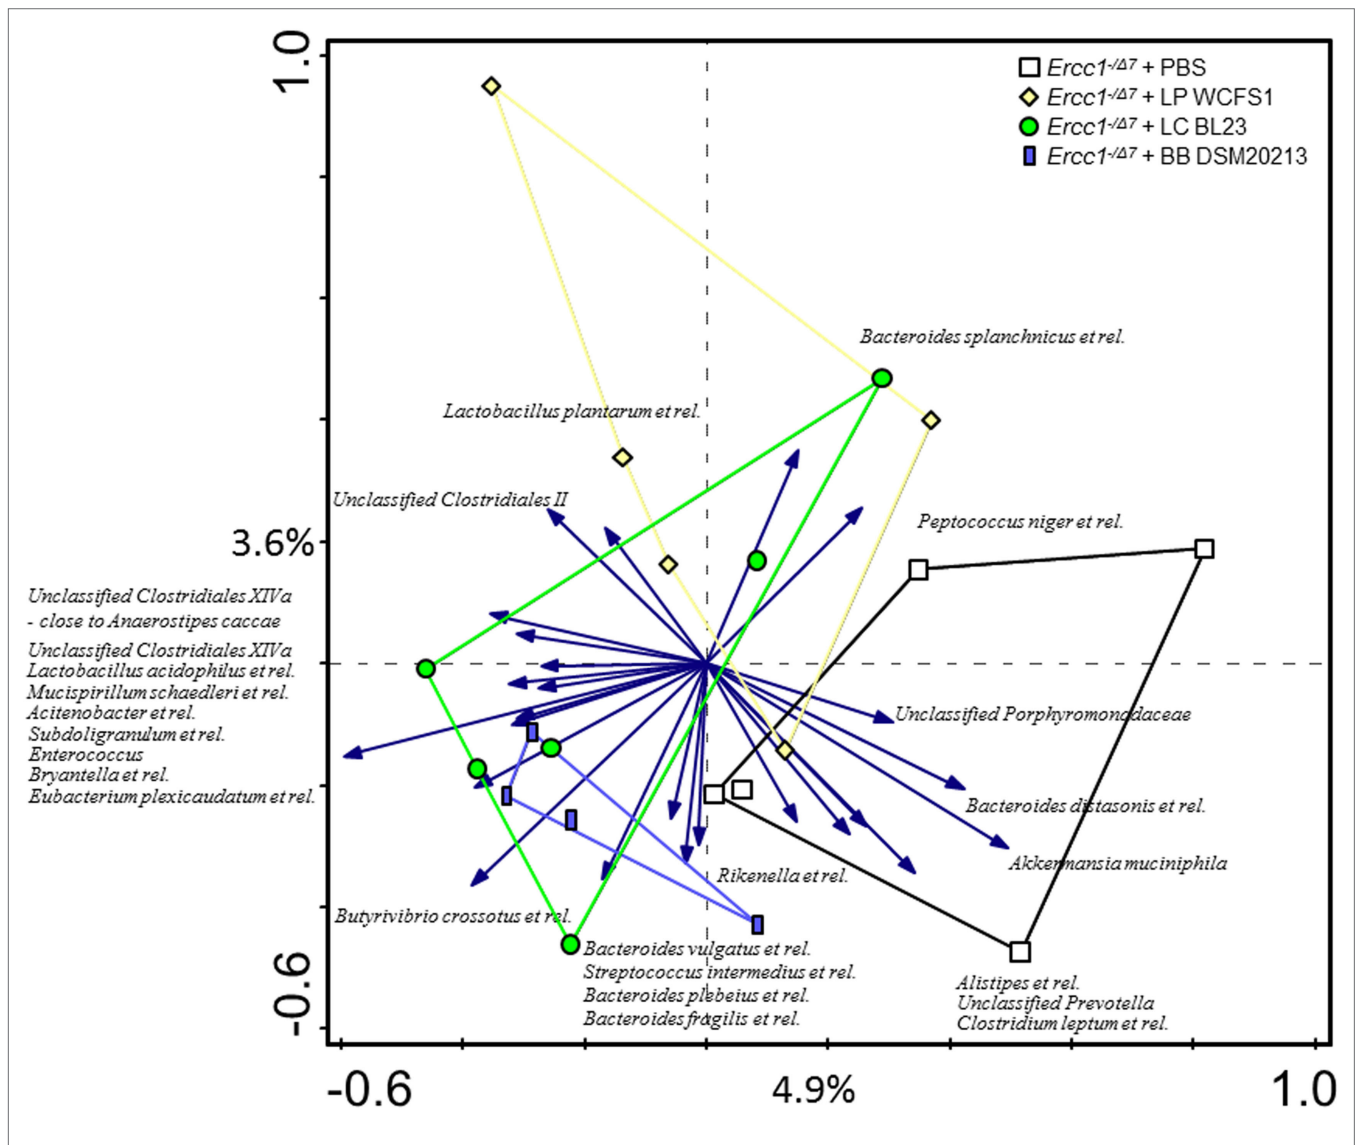 1.0
Ercc1-/Δ7 + PBS
Ercc1-/Δ7 + LP WCFS1
Ercc1-/Δ7 + LC BL23
Ercc1-/Δ7 + BB DSM20213
Bacteroides splanchnicus et rel.
Lactobacillus plantarum et rel.
Unclassified Clostridiales II
Peptococcus niger et rel.
3.6%
Unclassified Clostridiales XIVa
- close to Anaerostipes caccae
Unclassified Clostridiales XIVa
Lactobacillus acidophilus et rel.
Mucispirillum schaedleri et rel.
Acitenobacter et rel.
Subdoligranulum et rel.
Enterococcus
Bryantella et rel.
Eubacterium plexicaudatum et rel.
Unclassified Porphyromonadaceae
Bacteroides distasonis et rel.
Akkermansia muciniphila
Rikenella et rel.
Butyrivibrio crossotus et rel.
Bacteroides vulgatus et rel.
Streptococcus intermedius et rel.
Bacteroides plebeius et rel.
Bacteroides fragilis et rel.
Alistipes et rel.
Unclassified Prevotella
Clostridium leptum et rel.
-0.6
-0.6
4.9%
1.0